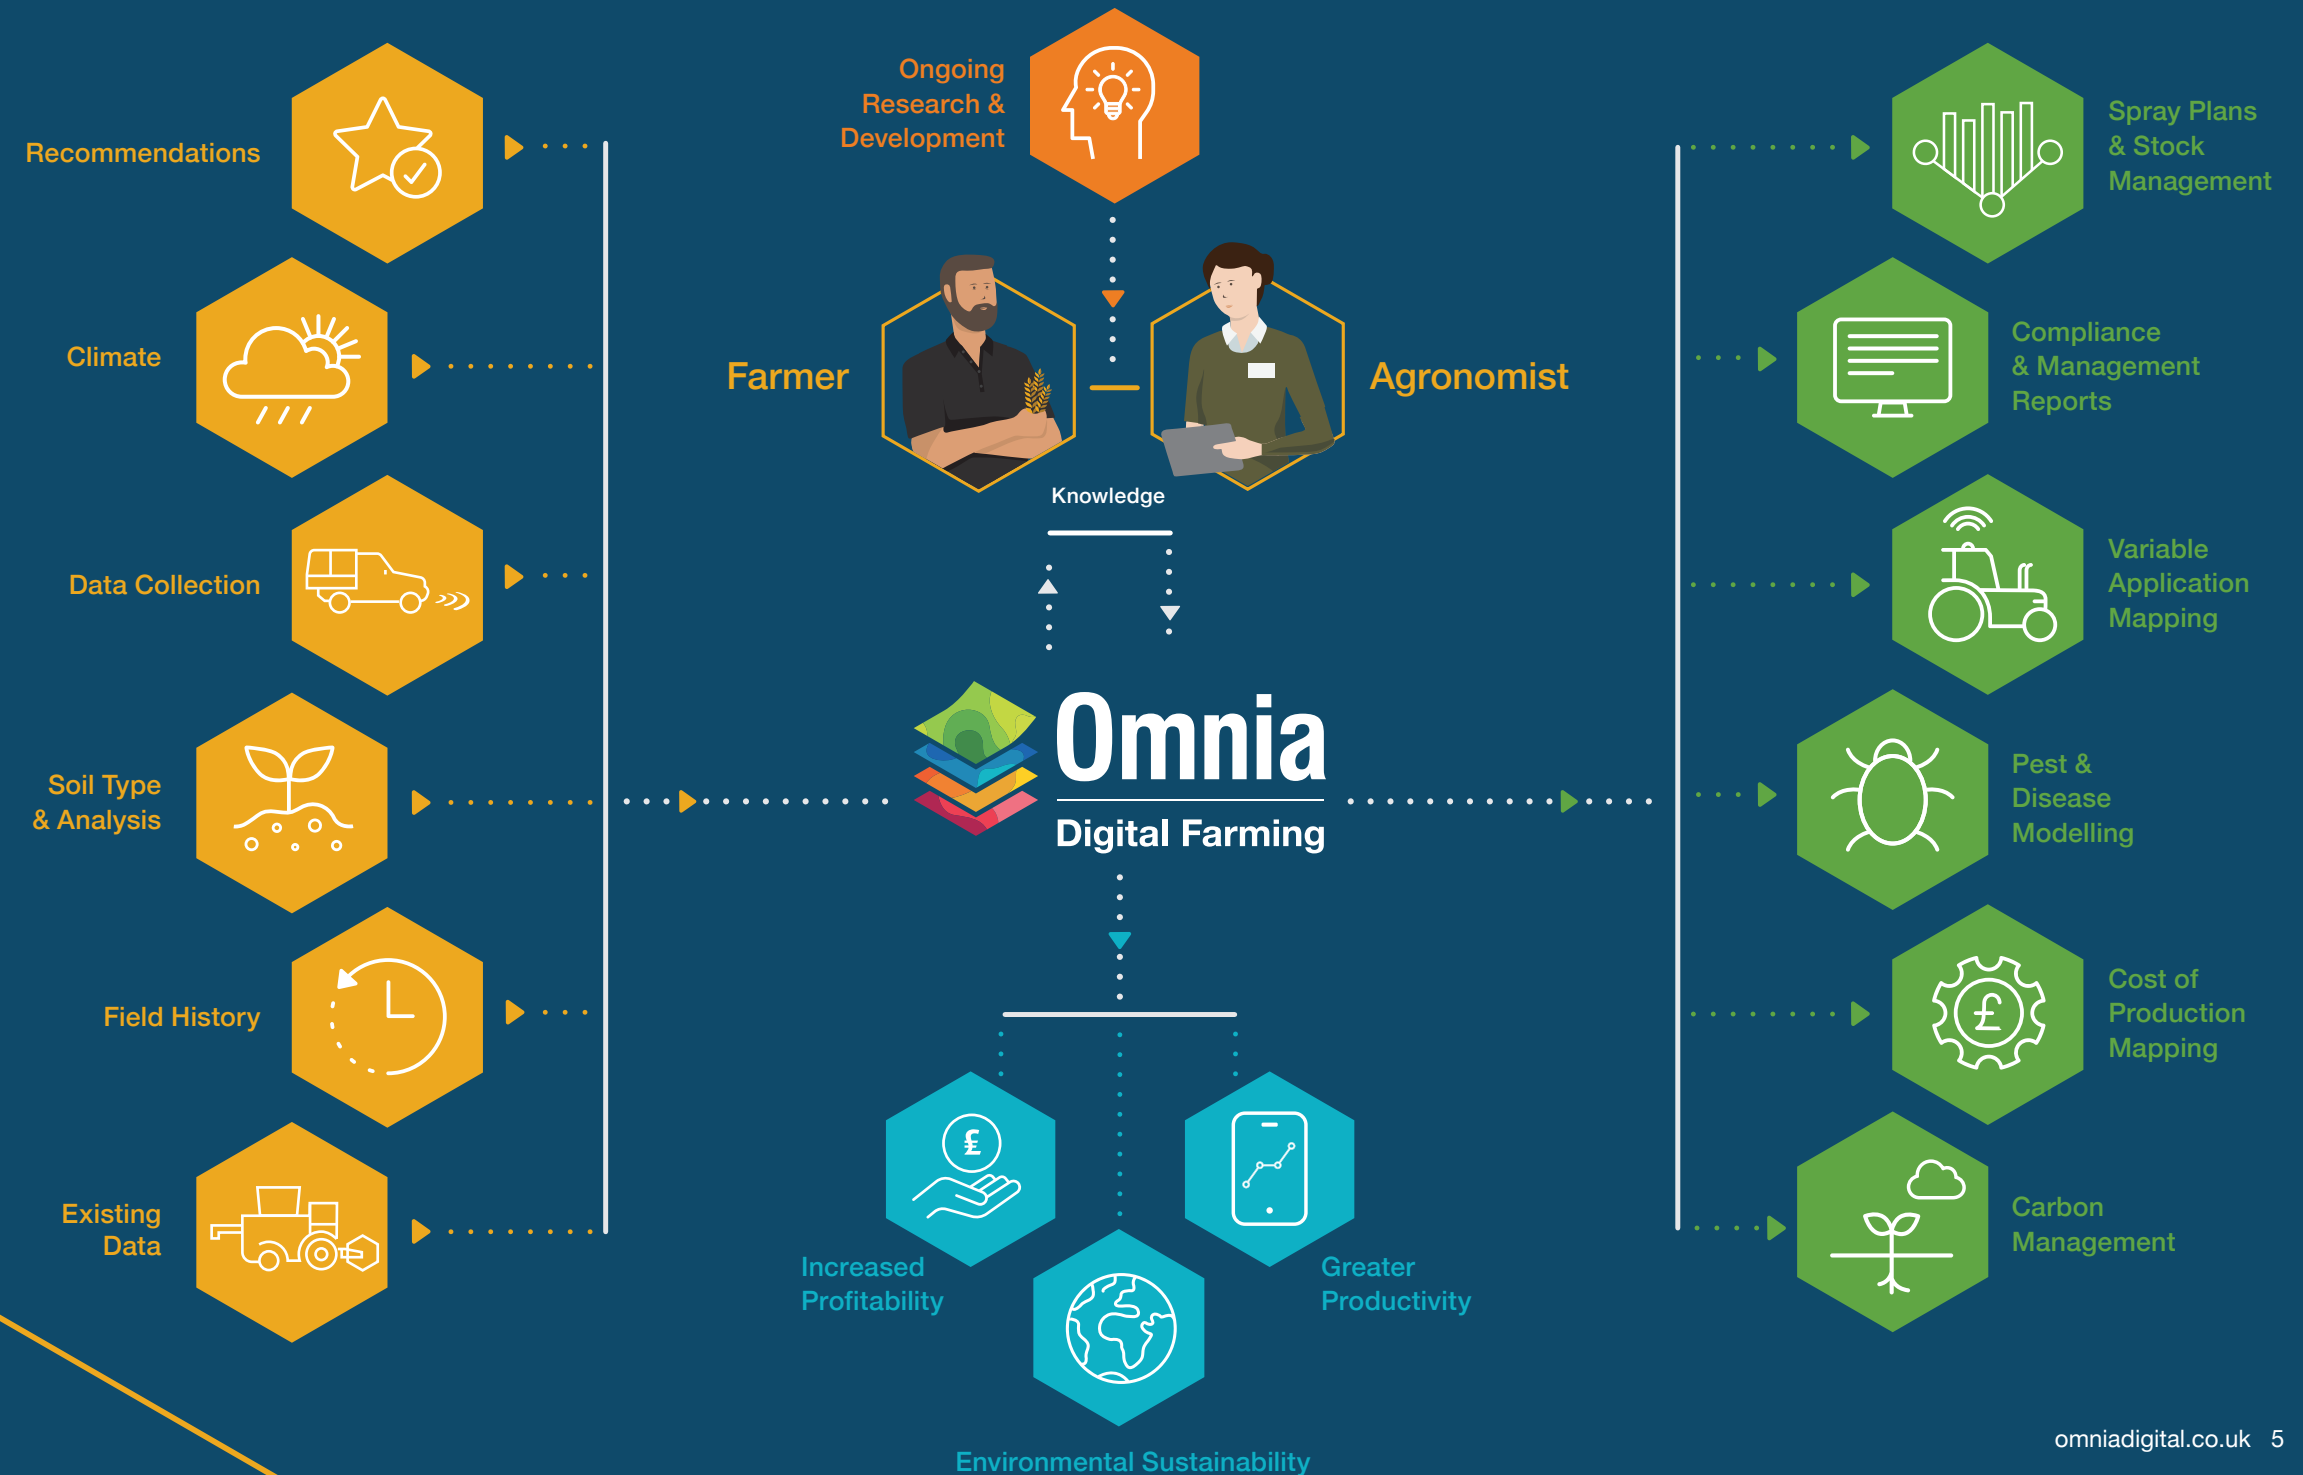 Recommendations
Climate
Data Collection
Soil Type
& Analysis
Field History
Existing
Data
Ongoing
Research &
Development
Farmer
Agronomist
Knowledge
Omnia
Digital Farming
£
Increased
Profitability
Greater
Productivity
Environmental Sustainability
Spray Plans
& Stock
Management
Compliance
& Management
Reports
Variable
Application
Mapping
Pest &
Disease
Modelling
£
Cost of
Production
Mapping
Carbon
Management
omniadigital.co.uk 5